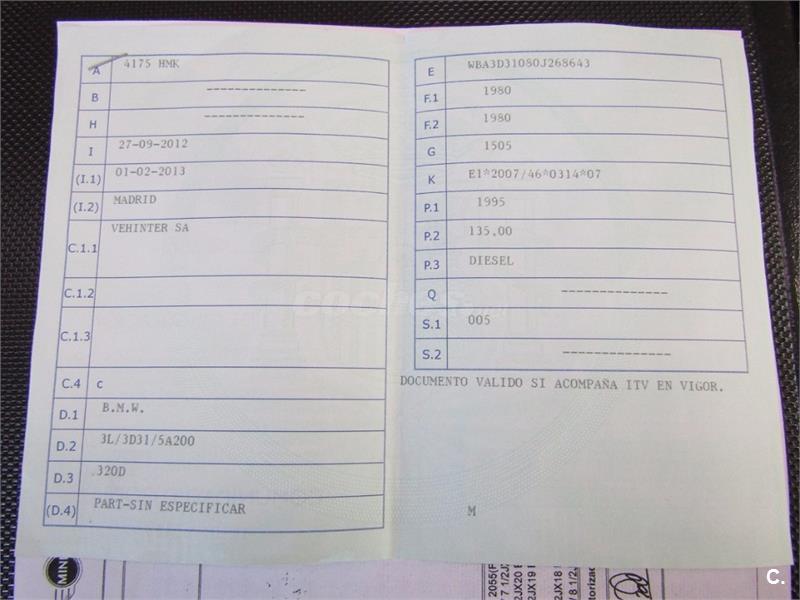 A 4175 HMK
B --------------
H --------------
I 27-09-2012
(I.1) 01-02-2013
(I.2) MADRID
C.1.1 VEHINTER SA
C.1.2
C.1.3
C.4 c
D.1 B.M.W.
D.2 3L/3D31/5A200
D.3 320D
(D.4) PART-SIN ESPECIFICAR
E WBA3D31080J268643
F.1 1980
F.2 1980
G 1505
K E1*2007/46*0314*07
P.1 1995
P.2 135,00
P.3 DIESEL
Q --------------
S.1 005
S.2 --------------
DOCUMENTO VALIDO SI ACOMPAÑA ITV EN VIGOR.
M
coches.net
MINI
C.